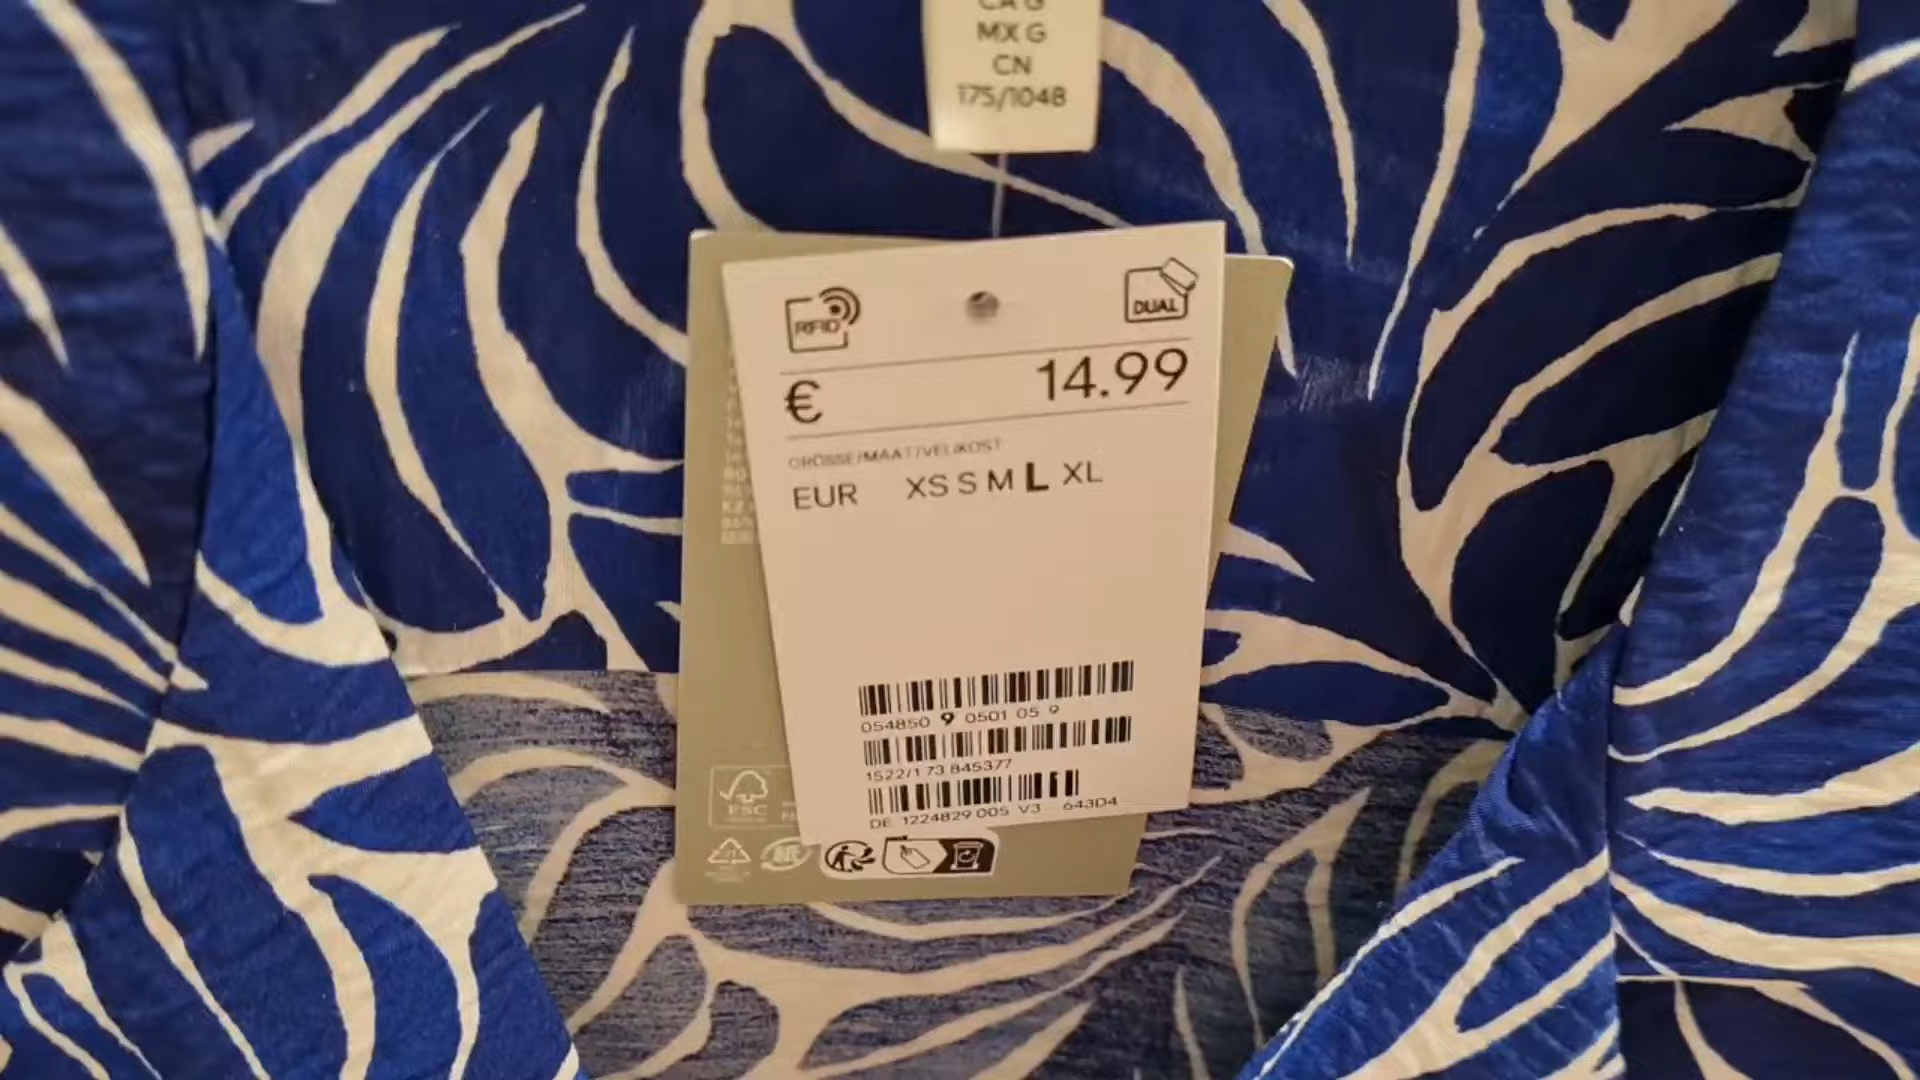 CA G
MX G
CN
175/104B
RFID
DUAL
€ 14.99
GRÖSSE/MAAT/VELIKOST
EUR XS S M L XL
054850 9 0501 05 9
1522/1 73 845377
DE 1224829 005 V3 643D4
FSC